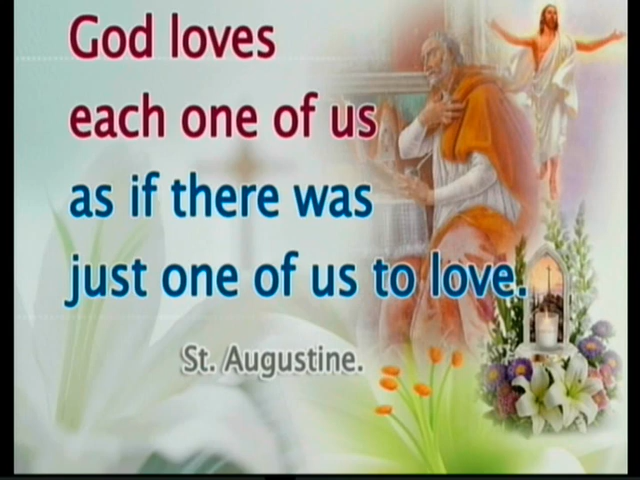 God loves
each one of us
as if there was
just one of us to love.
St. Augustine.